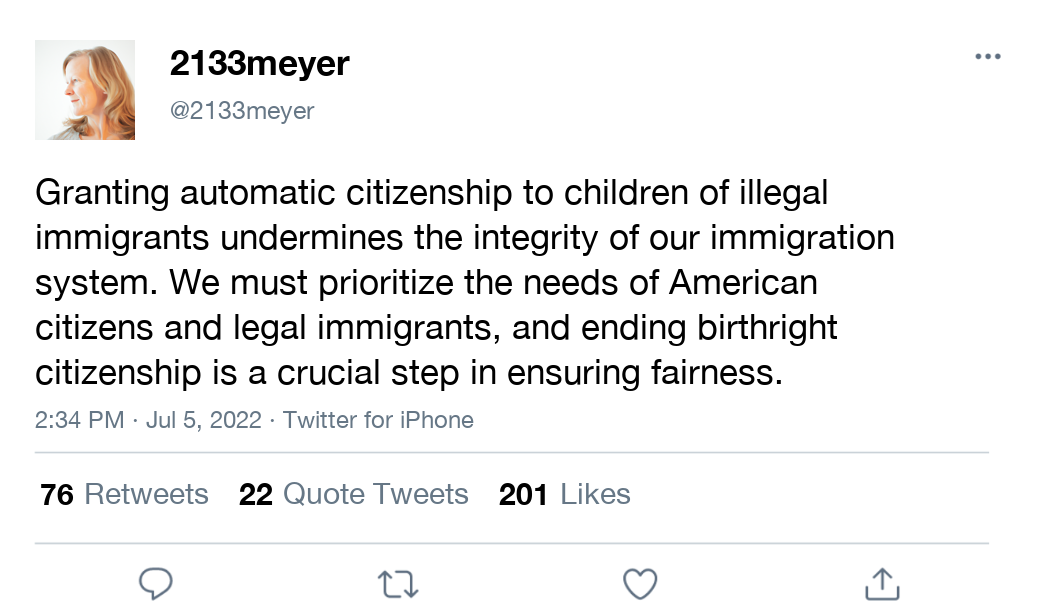 2133meyer
@2133meyer
Granting automatic citizenship to children of illegal
immigrants undermines the integrity of our immigration
system. We must prioritize the needs of American
citizens and legal immigrants, and ending birthright
citizenship is a crucial step in ensuring fairness.
2:34 PM · Jul 5, 2022 · Twitter for iPhone
76 Retweets 22 Quote Tweets 201 Likes